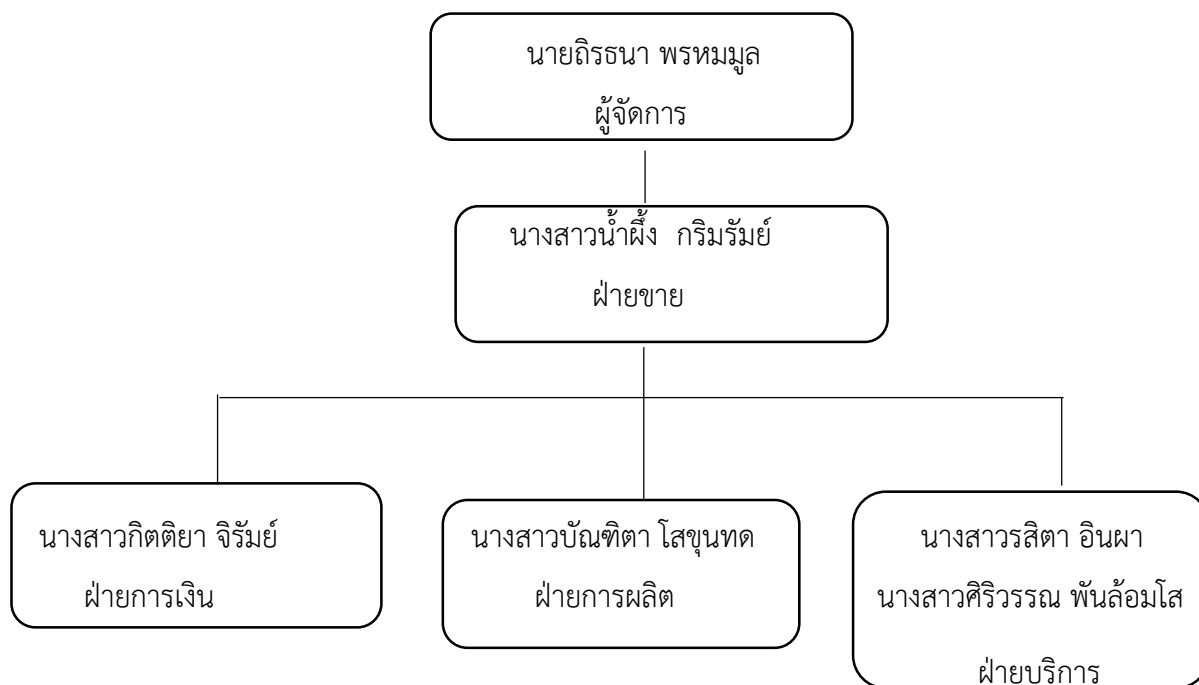 นายถิรธนา พรหมมูล
ผู้จัดการ
นางสาวน้ำผึ้ง กริมรัมย์
ฝ่ายขาย
นางสาวกิตติยา จิรัมย์
ฝ่ายการเงิน
นางสาวบัณฑิตา โสขุนทด
ฝ่ายการผลิต
นางสาวรสิตา อินผา
นางสาวศิริวรรณ พันล้อมโส
ฝ่ายบริการ